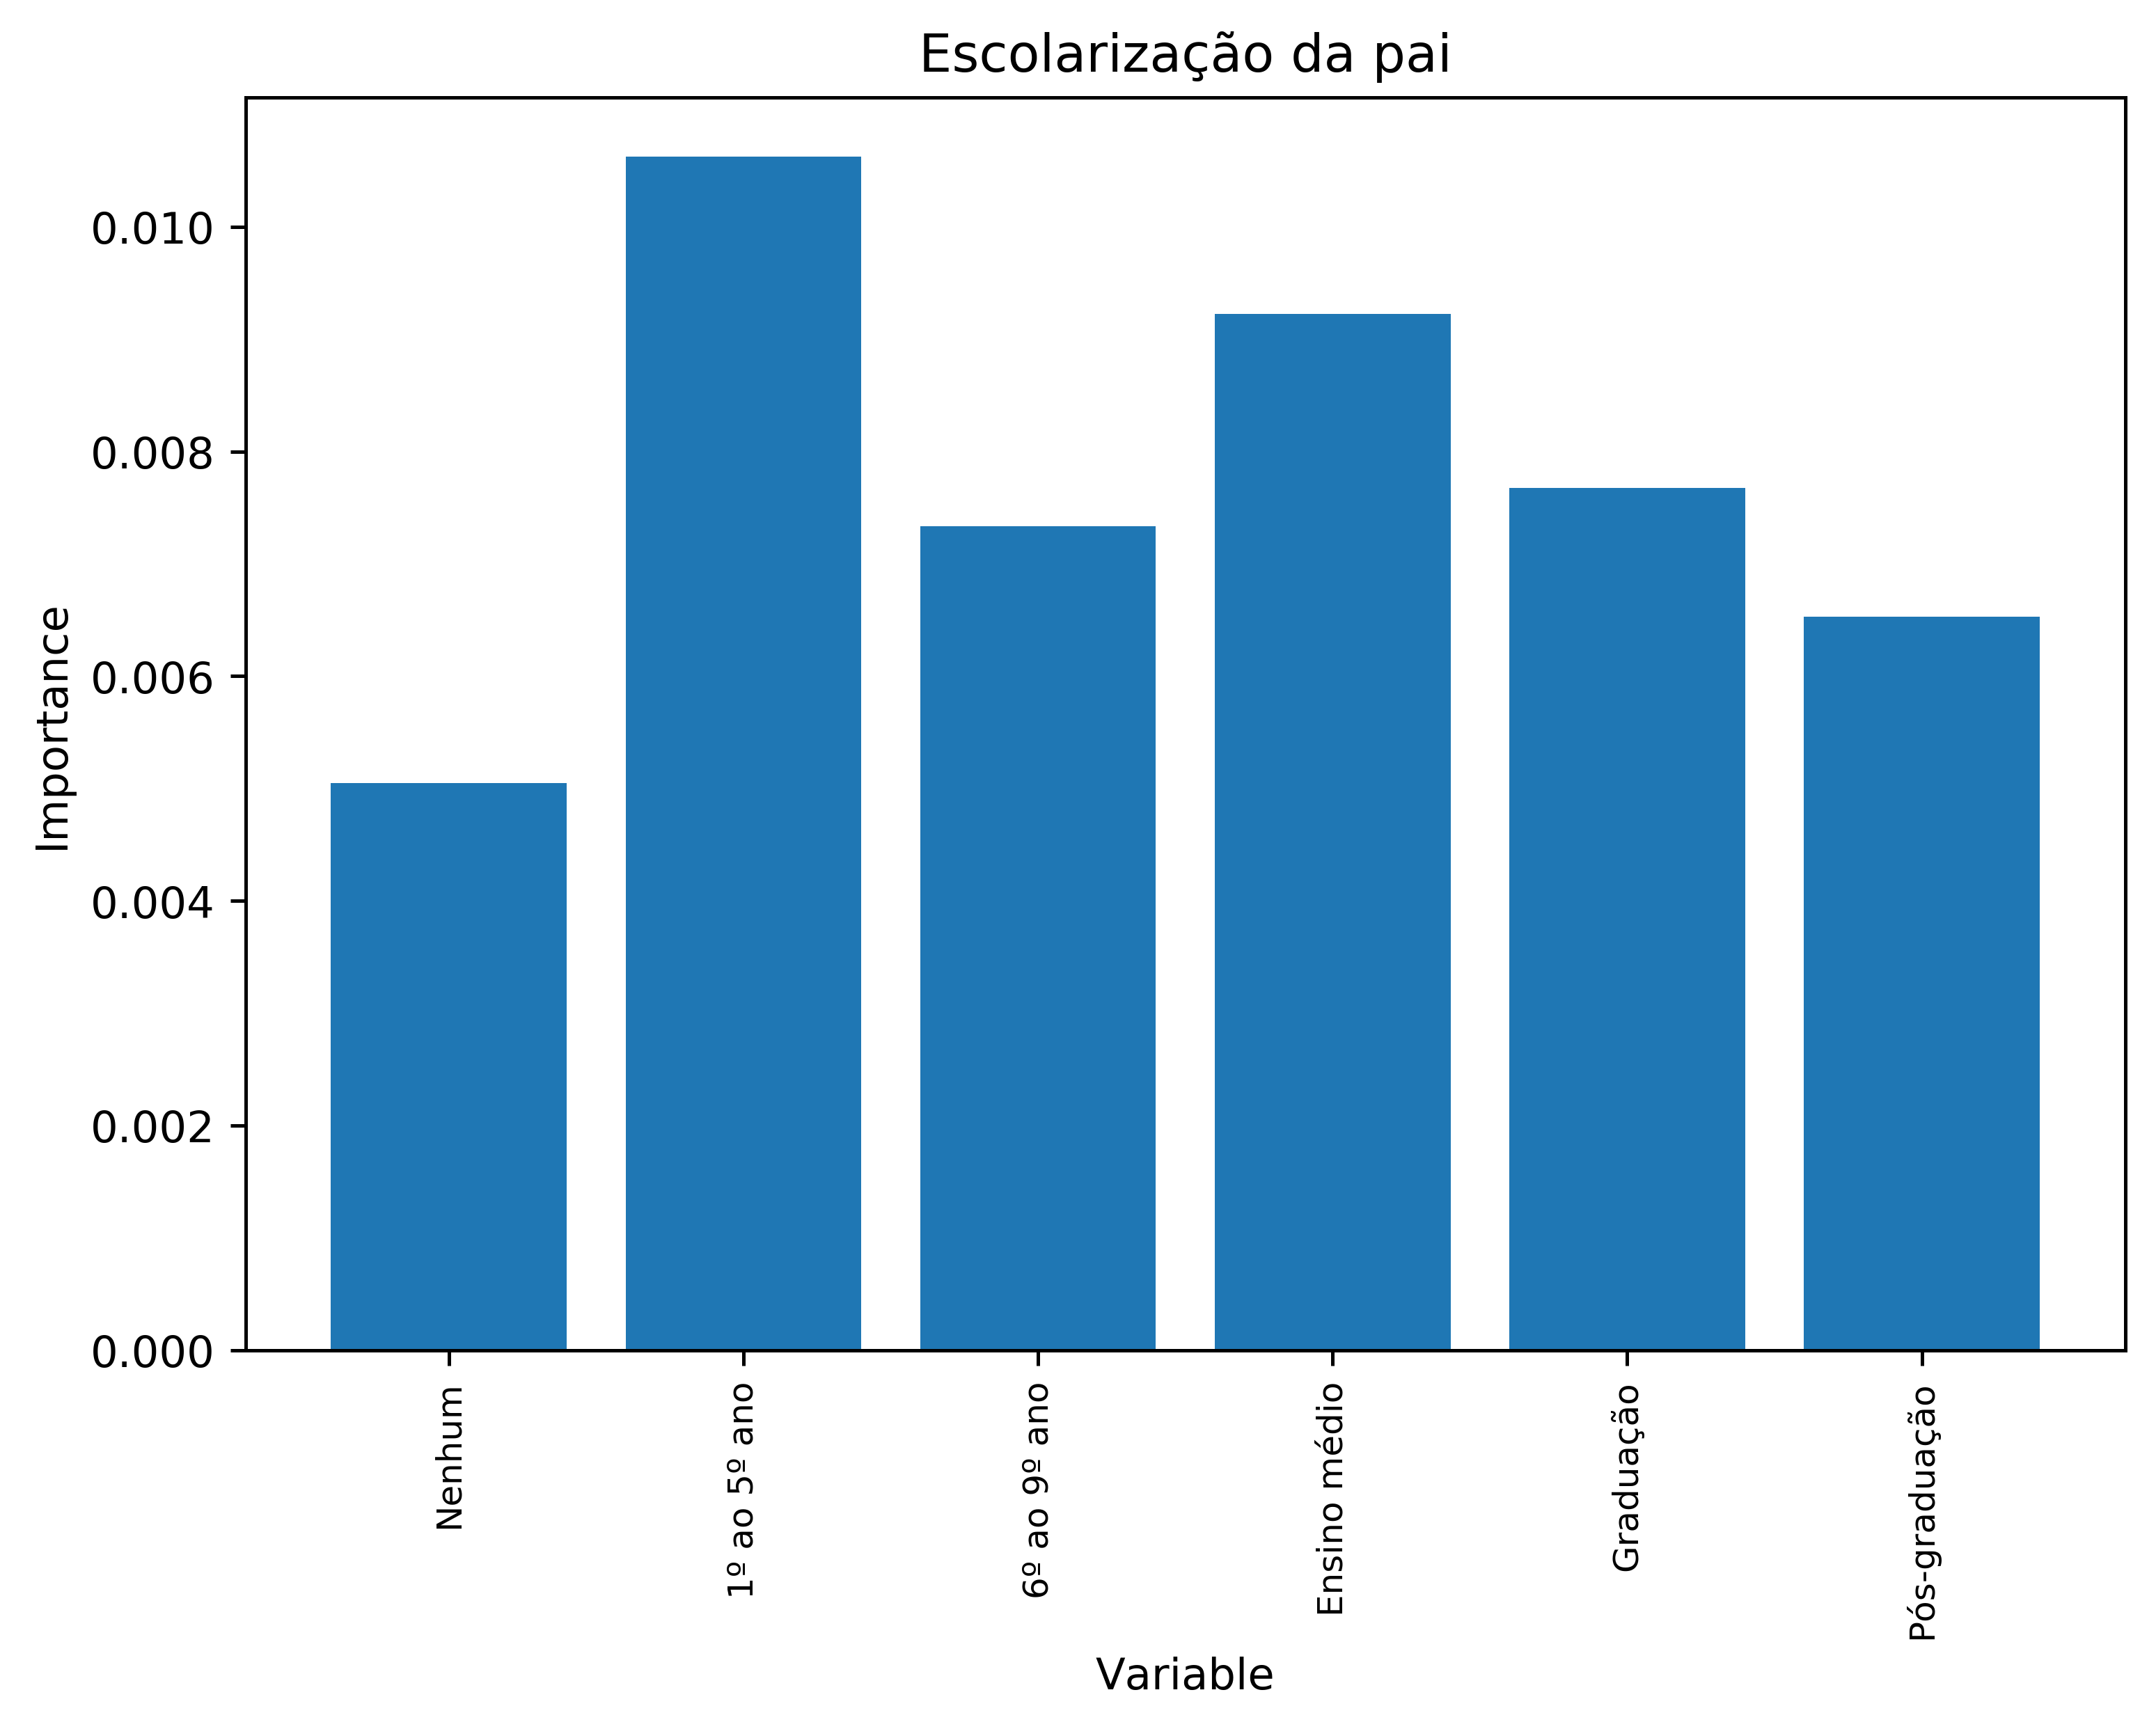 Escolarização da pai
Importance
0.010
0.008
0.006
0.004
0.002
0.000
Nenhum
1º ao 5º ano
6º ao 9º ano
Ensino médio
Graduação
Pós-graduação
Variable